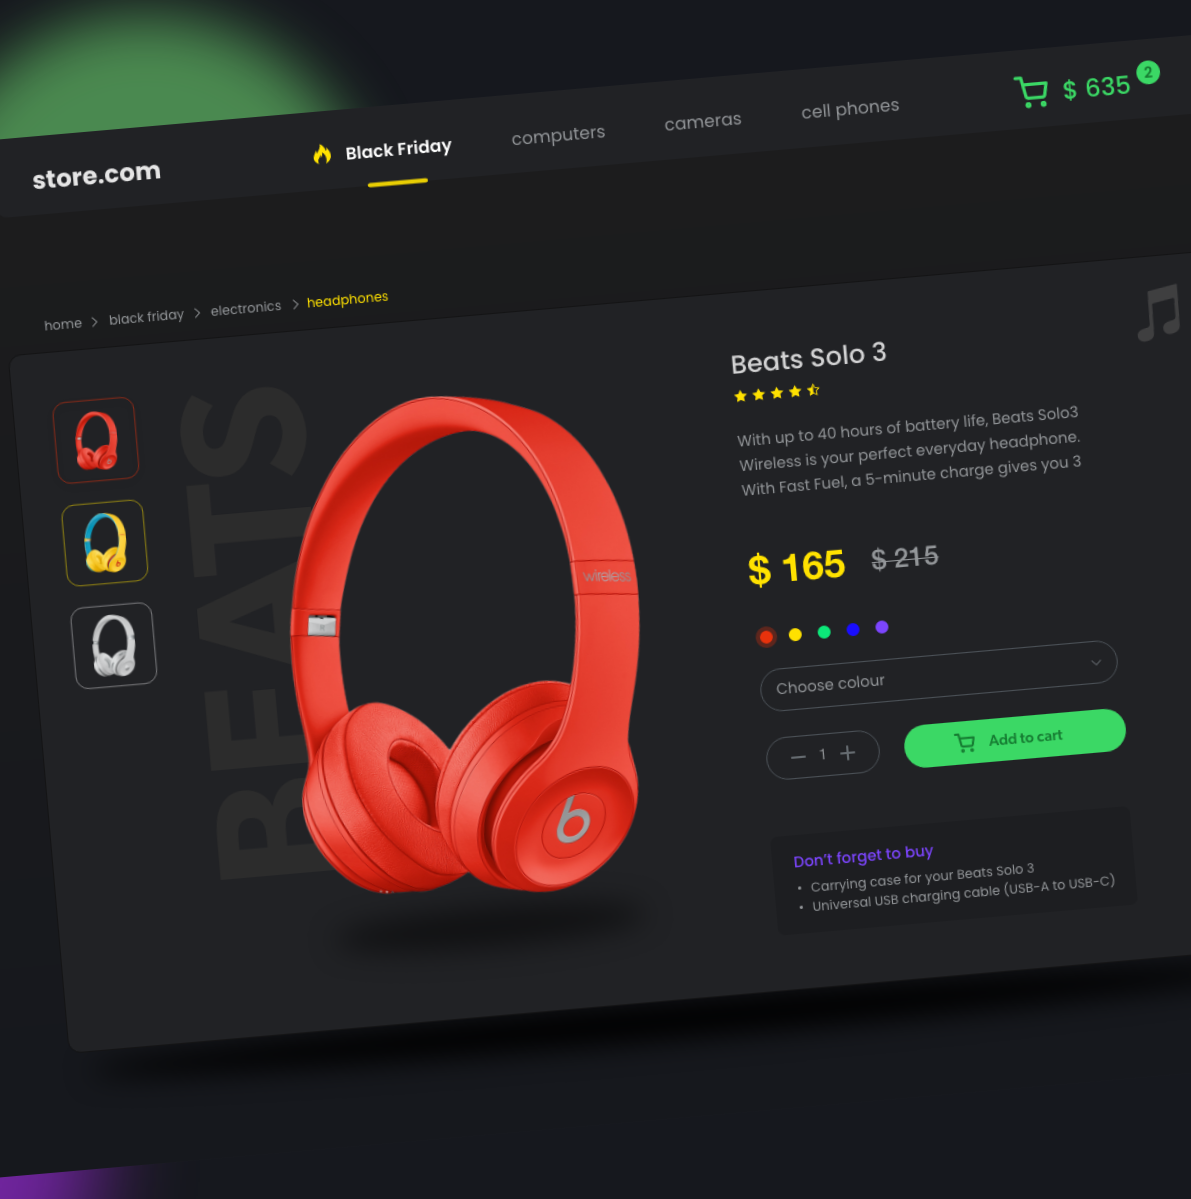 store.com
Black Friday
computers
cameras
cell phones
$ 635
2
home > black friday > electronics > headphones
BEATS
wireless
b
Beats Solo 3
With up to 40 hours of battery life, Beats Solo3
Wireless is your perfect everyday headphone.
With Fast Fuel, a 5-minute charge gives you 3
$ 165 $ 215
Choose colour
1
Add to cart
Don't forget to buy
• Carrying case for your Beats Solo 3
• Universal USB charging cable (USB-A to USB-C)